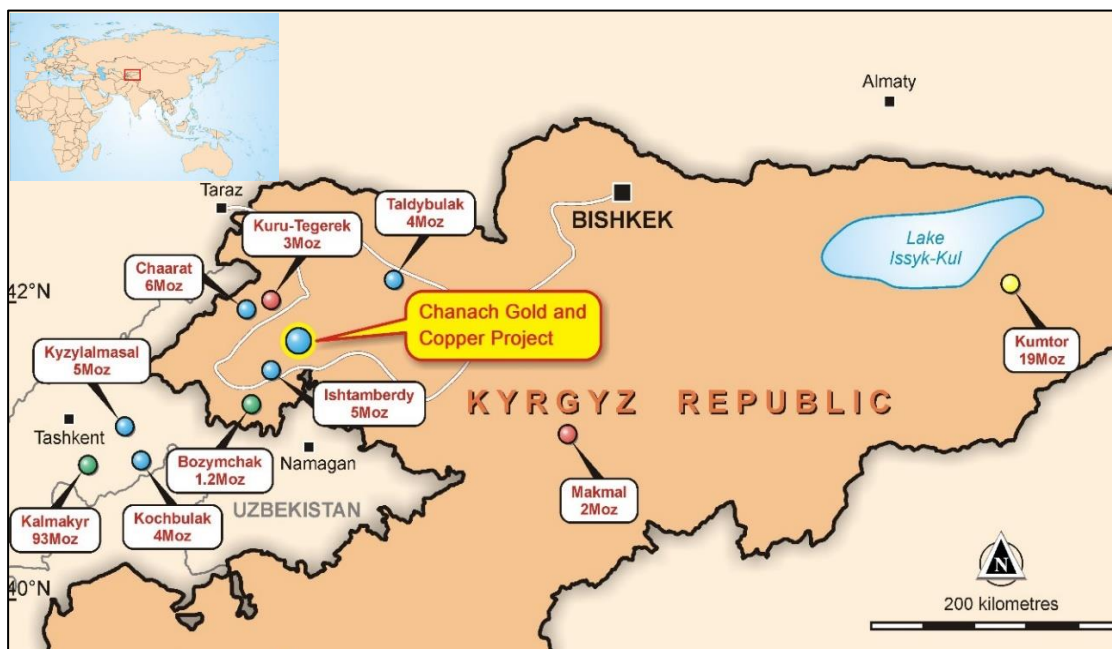 Almaty
Taraz
Taldybulak
4Moz
BISHKEK
Kuru-Tegerek
3Moz
Lake
Issyk-Kul
Chaarat
6Moz
42°N
Chanach Gold and
Copper Project
Kyzylalmasal
5Moz
Kumtor
19Moz
Ishtamberdy
5Moz
KYRGYZ REPUBLIC
Tashkent
Namagan
Bozymchak
1.2Moz
Makmal
2Moz
UZBEKISTAN
Kalmakyr
93Moz
Kochbulak
4Moz
N
40°N
200 kilometres